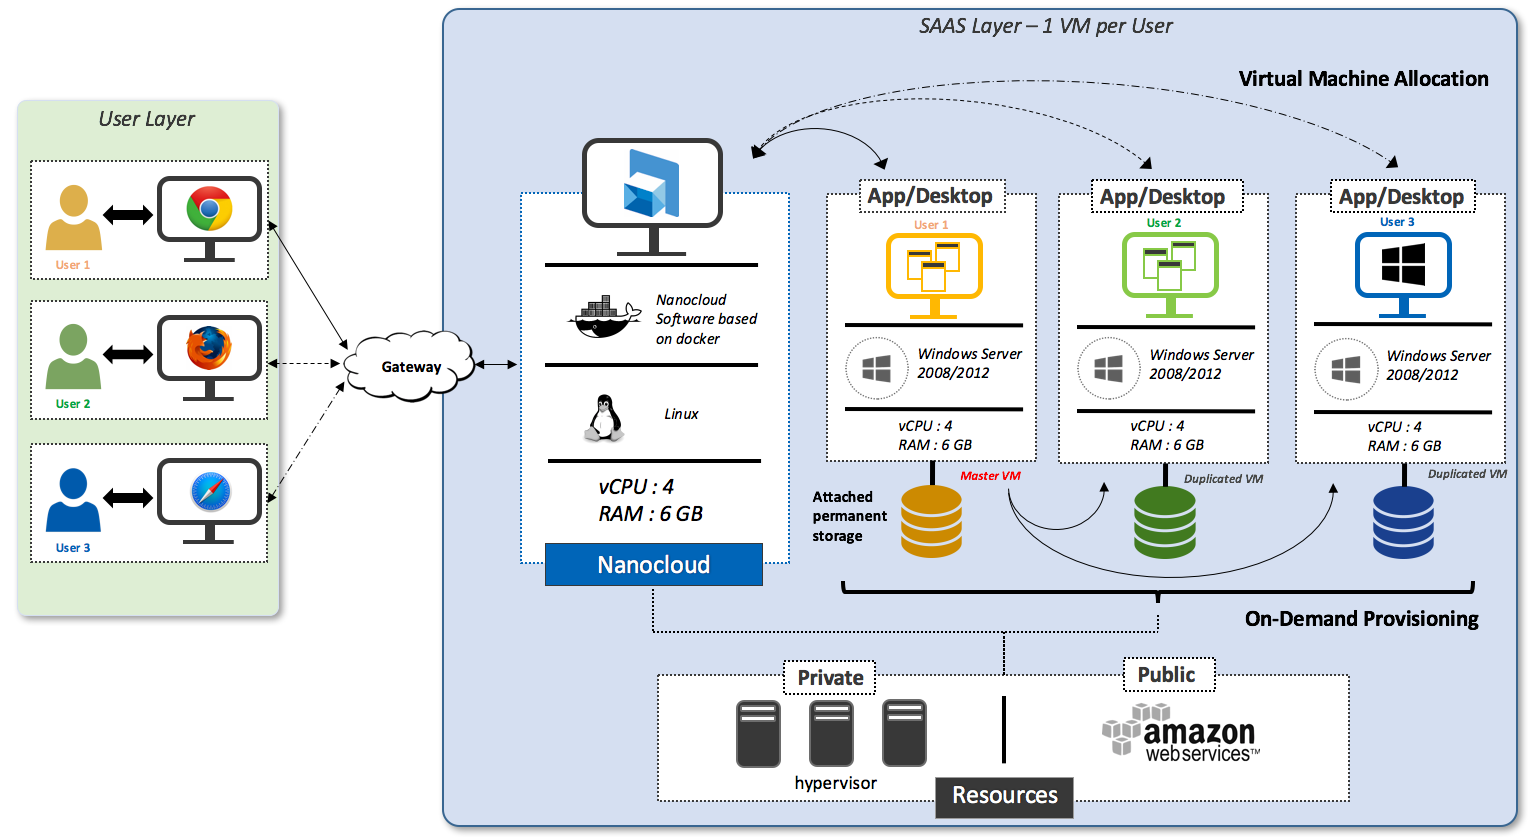 SAAS Layer – 1 VM per User
Virtual Machine Allocation
User Layer
User 1
User 2
User 3
Gateway
Nanocloud
Software based
on docker
Linux
vCPU : 4
RAM : 6 GB
Nanocloud
App/Desktop
User 1
Windows Server
2008/2012
vCPU : 4
RAM : 6 GB
Master VM
App/Desktop
User 2
Windows Server
2008/2012
vCPU : 4
RAM : 6 GB
Duplicated VM
App/Desktop
User 3
Windows Server
2008/2012
vCPU : 4
RAM : 6 GB
Duplicated VM
Attached
permanent
storage
On-Demand Provisioning
Private
hypervisor
Public
amazon
webservices™
Resources